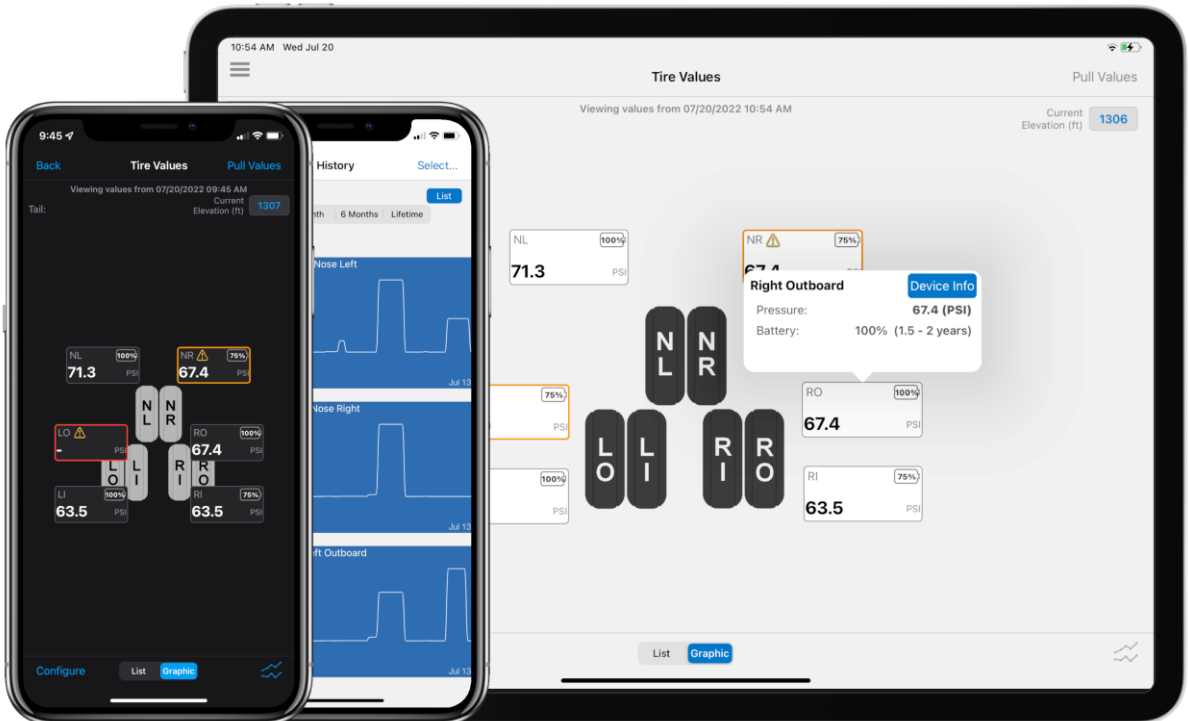 10:54 AM Wed Jul 20
Tire Values
Pull Values
Viewing values from 07/20/2022 10:54 AM
Current
Elevation (ft)
1306
NL
100%
71.3
PSI
NR
75%
67.4
PSI
Right Outboard
Device Info
Pressure:
67.4 (PSI)
Battery:
100% (1.5 - 2 years)
N
L
N
R
75%
PSI
RO
100%
67.4
PSI
L
O
L
I
R
I
R
O
100%
PSI
RI
75%
63.5
PSI
List
Graphic
9:45
Back
Tire Values
Pull Values
Viewing values from 07/20/2022 09:45 AM
Tail:
Current
Elevation (ft)
1307
NL
100%
71.3
PSI
NR
75%
67.4
PSI
N
L
N
R
LO
-
PSI
RO
100%
67.4
PSI
L
O
L
I
R
I
R
O
LI
100%
63.5
PSI
RI
75%
63.5
PSI
Configure
List
Graphic
History
Select...
List
6 Months
Lifetime
Nose Left
Jul 13
Nose Right
Jul 13
Outboard
Jul 13